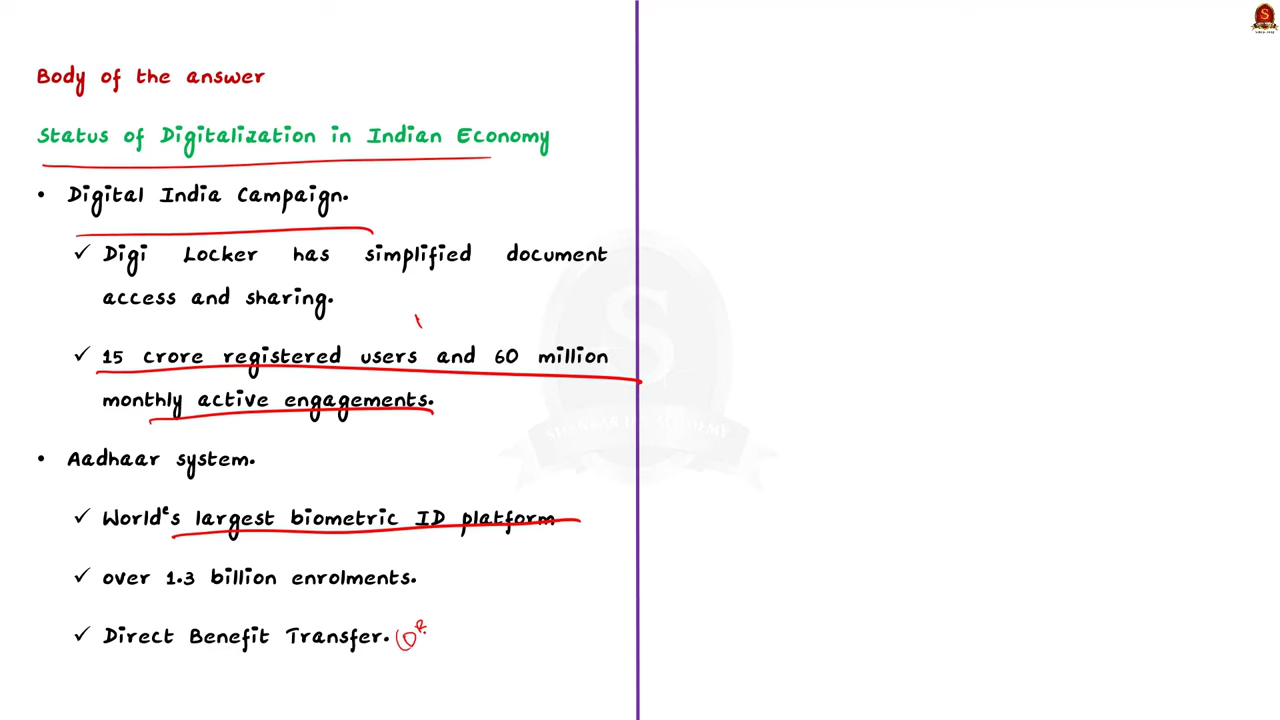 Body of the answer
Status of Digitalization in Indian Economy
• Digital India Campaign.
✓ Digi Locker has simplified document
access and sharing.
✓ 15 crore registered users and 60 million
monthly active engagements.
• Aadhaar system.
✓ World's largest biometric ID platform
✓ over 1.3 billion enrolments.
✓ Direct Benefit Transfer.